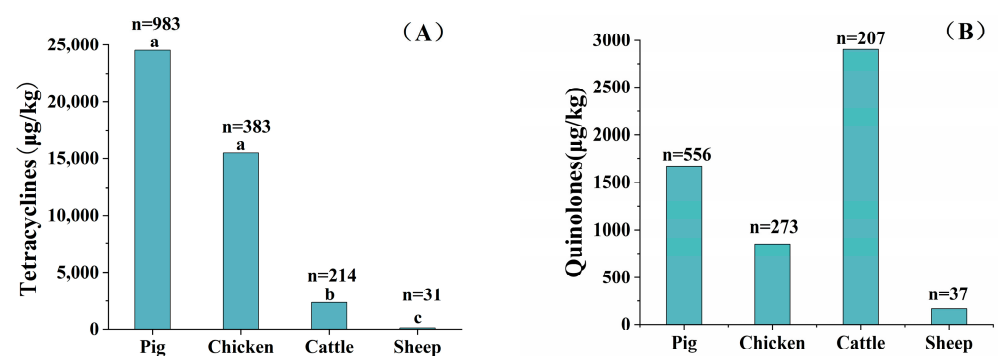 (A)
Tetracyclines (μg/kg)
25,000
20,000
15,000
10,000
5,000
0
n=983
a
n=383
a
n=214
b
n=31
c
Pig Chicken Cattle Sheep
(B)
Quinolones(μg/kg)
3000
2500
2000
1500
1000
500
0
n=556
n=273
n=207
n=37
Pig Chicken Cattle Sheep